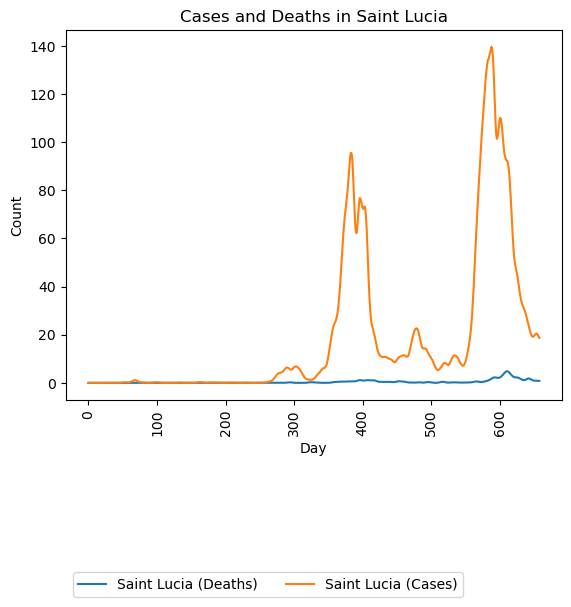 Cases and Deaths in Saint Lucia
140
120
100
80
60
40
20
0
Count
0 100 200 300 400 500 600
Day
Saint Lucia (Deaths) Saint Lucia (Cases)